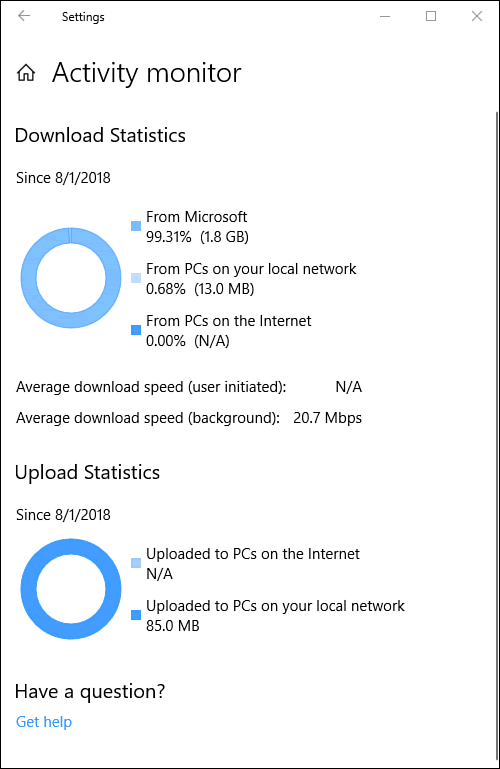 Settings
Activity monitor
Download Statistics
Since 8/1/2018
From Microsoft
99.31% (1.8 GB)
From PCs on your local network
0.68% (13.0 MB)
From PCs on the Internet
0.00% (N/A)
Average download speed (user initiated): N/A
Average download speed (background): 20.7 Mbps
Upload Statistics
Since 8/1/2018
Uploaded to PCs on the Internet
N/A
Uploaded to PCs on your local network
85.0 MB
Have a question?
Get help